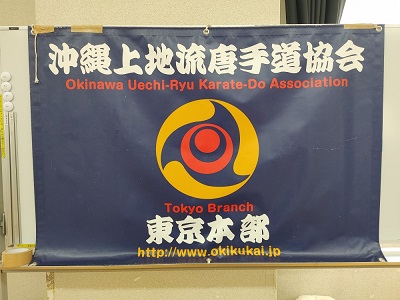 沖縄上地流唐手道協会
Okinawa Uechi-Ryu Karate-Do Association
Tokyo Branch
東京本部
http://www.okikukai.jp